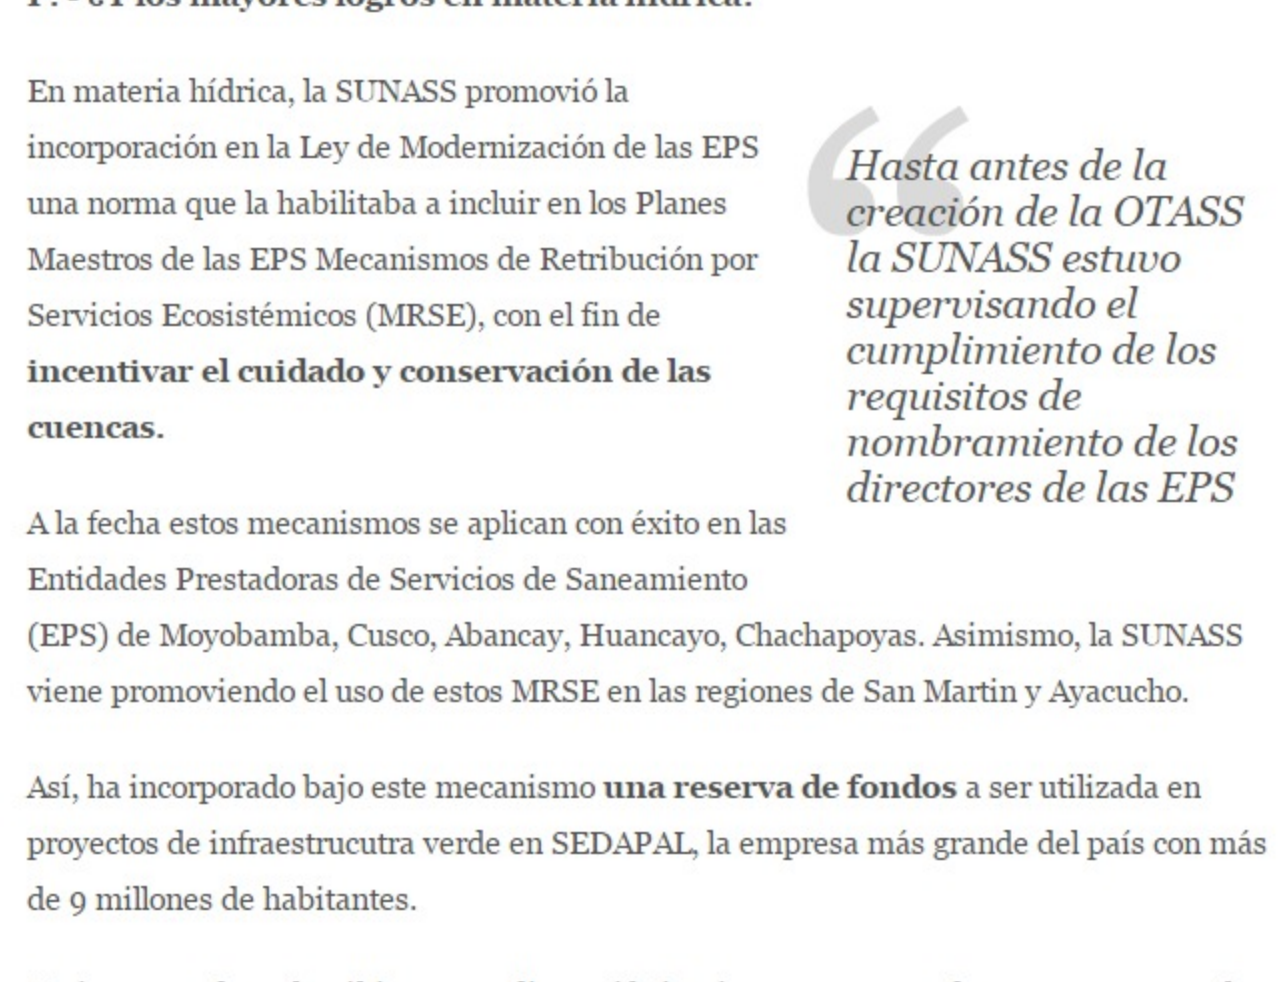 P. - ¿Y los mayores logros en materia hídrica?
En materia hídrica, la SUNASS promovió la
incorporación en la Ley de Modernización de las EPS
una norma que la habilitaba a incluir en los Planes
Maestros de las EPS Mecanismos de Retribución por
Servicios Ecosistémicos (MRSE), con el fin de
incentivar el cuidado y conservación de las
cuencas.
Hasta antes de la
creación de la OTASS
la SUNASS estuvo
supervisando el
cumplimiento de los
requisitos de
nombramiento de los
directores de las EPS
A la fecha estos mecanismos se aplican con éxito en las
Entidades Prestadoras de Servicios de Saneamiento
(EPS) de Moyobamba, Cusco, Abancay, Huancayo, Chachapoyas. Asimismo, la SUNASS
viene promoviendo el uso de estos MRSE en las regiones de San Martin y Ayacucho.
Así, ha incorporado bajo este mecanismo una reserva de fondos a ser utilizada en
proyectos de infraestrucutra verde en SEDAPAL, la empresa más grande del país con más
de 9 millones de habitantes.